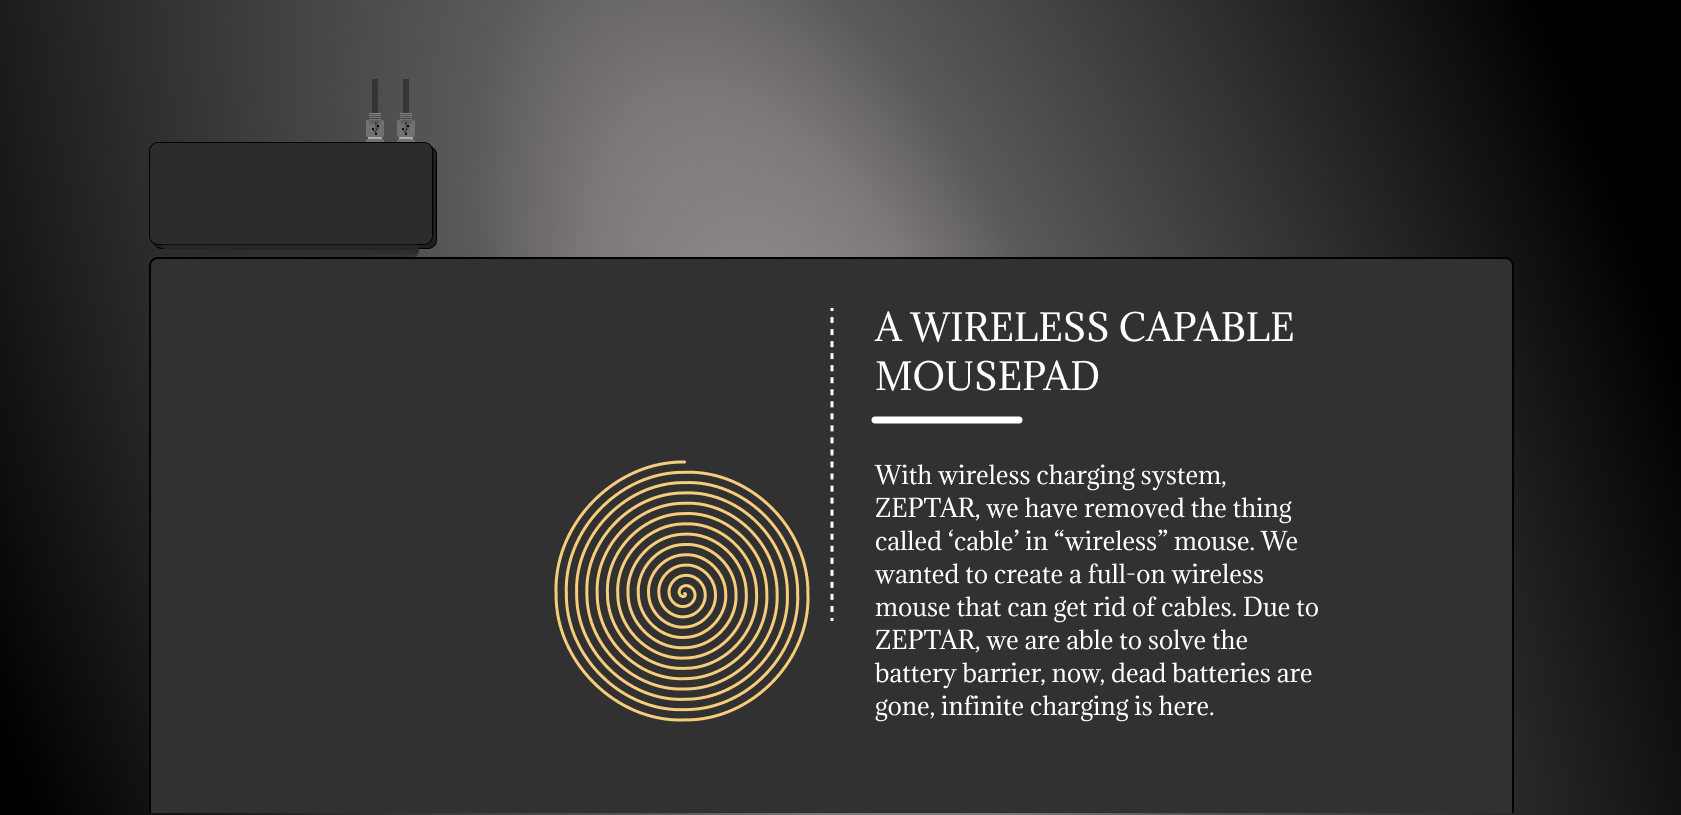 A WIRELESS CAPABLE
MOUSEPAD
With wireless charging system,
ZEPTAR, we have removed the thing
called ‘cable’ in “wireless” mouse. We
wanted to create a full-on wireless
mouse that can get rid of cables. Due to
ZEPTAR, we are able to solve the
battery barrier, now, dead batteries are
gone, infinite charging is here.